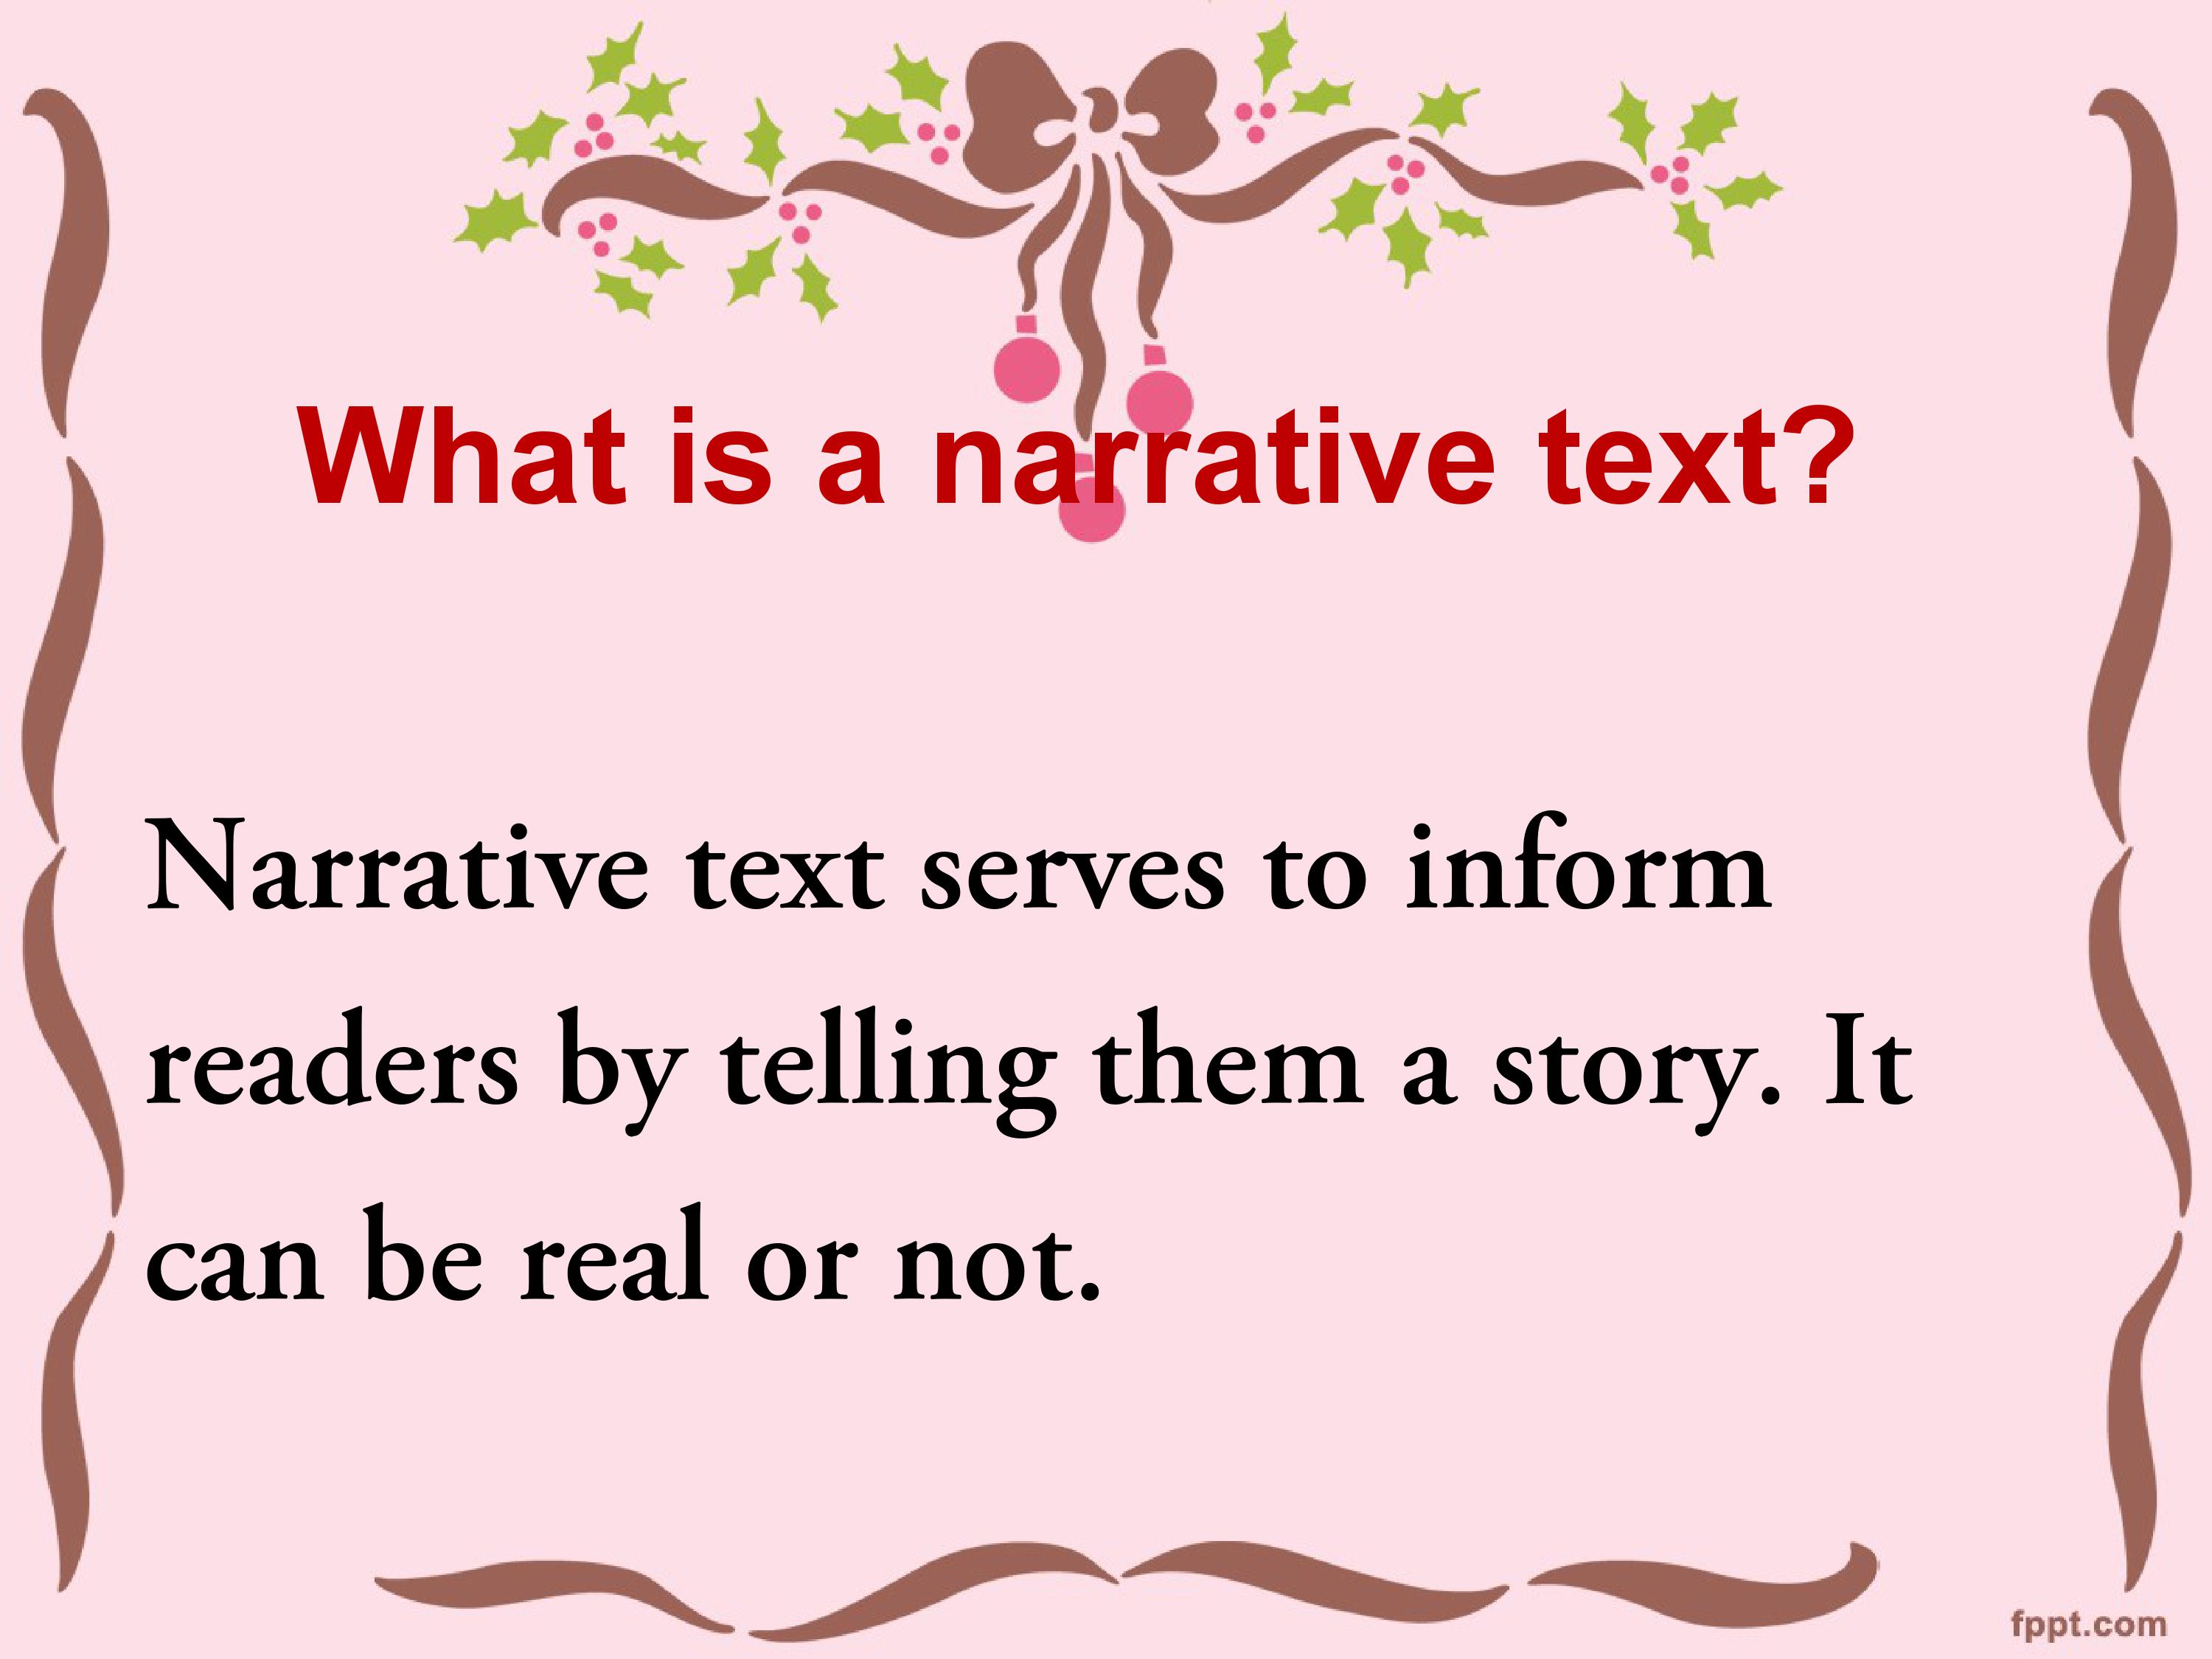 What is a narrative text?
Narrative text serves to inform
readers by telling them a story. It
can be real or not.
fppt.com